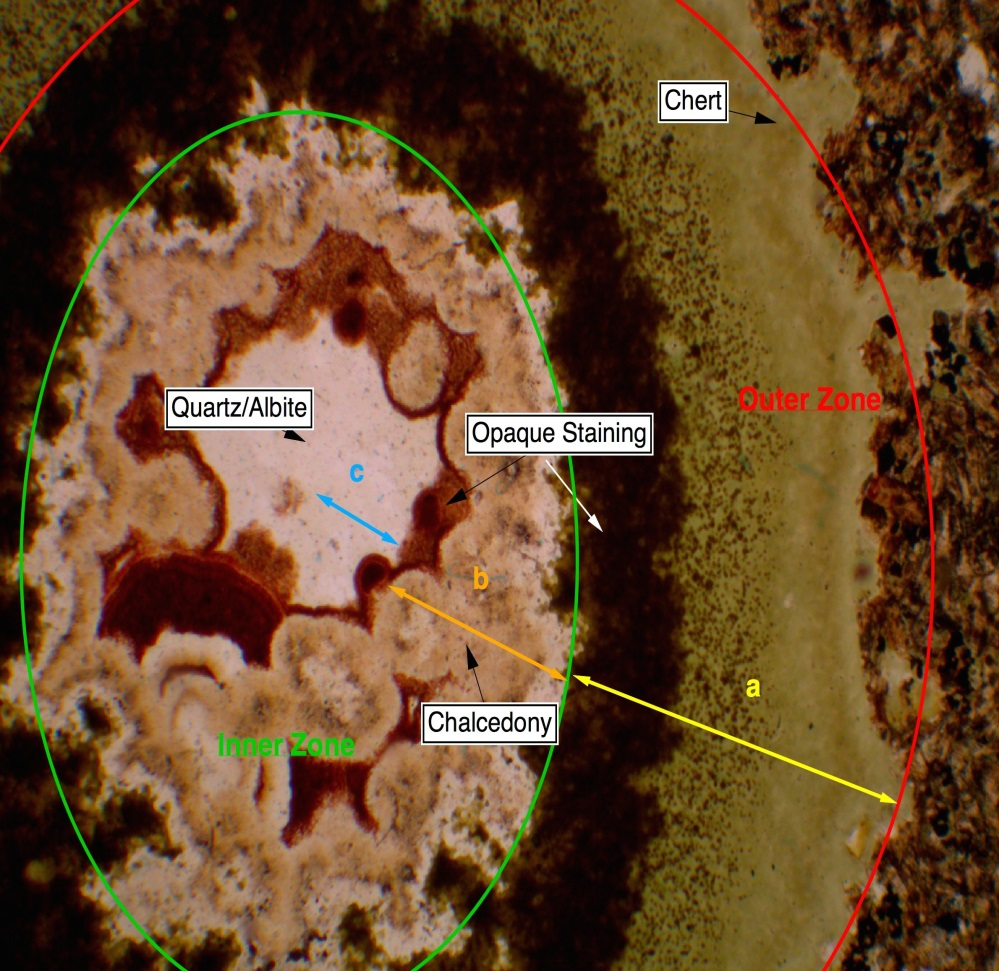 Chert
Outer Zone
Quartz/Albite
Opaque Staining
c
b
a
Chalcedony
Inner Zone